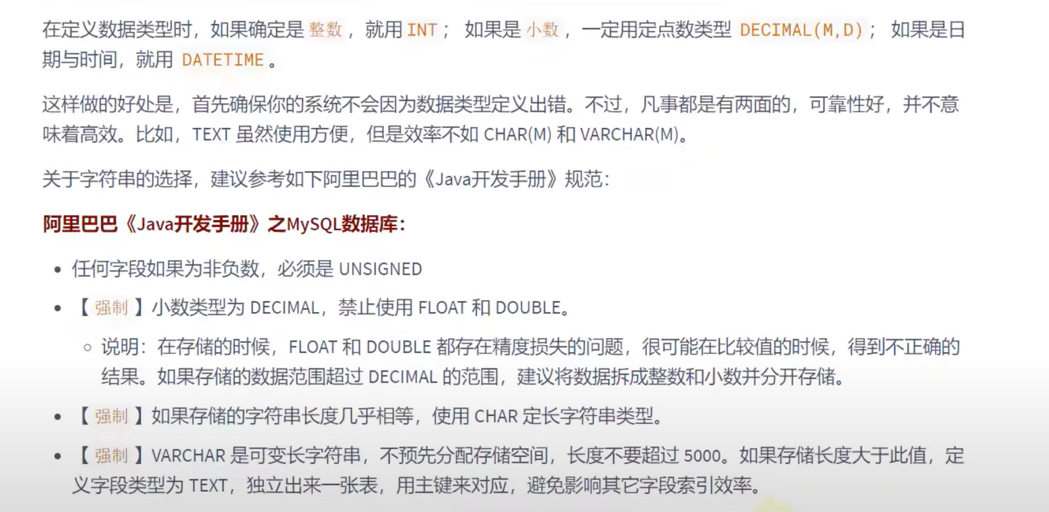 在定义数据类型时，如果确定是 整数 ，就用 INT ； 如果是 小数 ，一定用定点数类型 DECIMAL(M,D) ； 如果是日
期与时间，就用 DATETIME 。
这样做的好处是，首先确保你的系统不会因为数据类型定义出错。不过，凡事都是有两面的，可靠性好，并不意
味着高效。比如，TEXT 虽然使用方便，但是效率不如 CHAR(M) 和 VARCHAR(M)。
关于字符串的选择，建议参考如下阿里巴巴的《Java开发手册》规范：
阿里巴巴《Java开发手册》之MySQL数据库：
• 任何字段如果为非负数，必须是 UNSIGNED
• 【 强制 】小数类型为 DECIMAL，禁止使用 FLOAT 和 DOUBLE。
○ 说明：在存储的时候，FLOAT 和 DOUBLE 都存在精度损失的问题，很可能在比较值的时候，得到不正确的
结果。如果存储的数据范围超过 DECIMAL 的范围，建议将数据拆成整数和小数并分开存储。
• 【 强制 】如果存储的字符串长度几乎相等，使用 CHAR 定长字符串类型。
• 【 强制 】VARCHAR 是可变长字符串，不预先分配存储空间，长度不要超过 5000。如果存储长度大于此值，定
义字段类型为 TEXT，独立出来一张表，用主键来对应，避免影响其它字段索引效率。